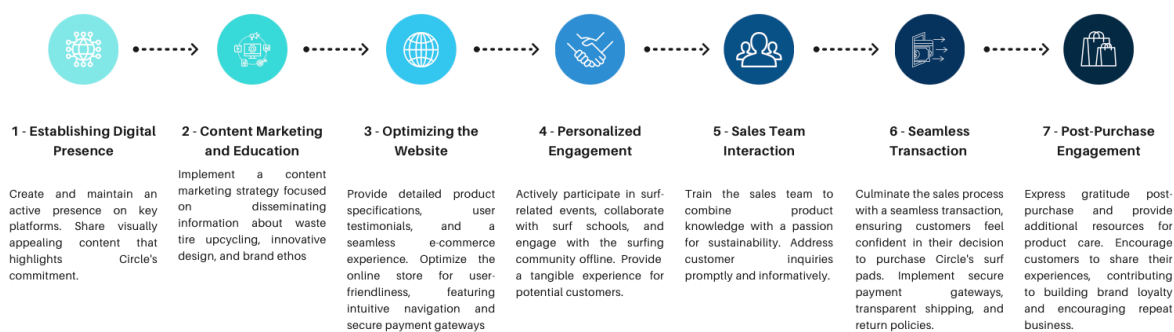 1 - Establishing Digital
Presence
Create and maintain an
active presence on key
platforms. Share visually
appealing content that
highlights Circle's
commitment.
2 - Content Marketing
and Education
Implement a content
marketing strategy focused
on disseminating
information about waste
tire upcycling, innovative
design, and brand ethos
3 - Optimizing the
Website
Provide detailed product
specifications, user
testimonials, and a
seamless e-commerce
experience. Optimize the
online store for user-
friendliness, featuring
intuitive navigation and
secure payment gateways
4 - Personalized
Engagement
Actively participate in surf-
related events, collaborate
with surf schools, and
engage with the surfing
community offline. Provide
a tangible experience for
potential customers.
5 - Sales Team
Interaction
Train the sales team to
combine product
knowledge with a passion
for sustainability. Address
customer inquiries
promptly and informatively.
6 - Seamless
Transaction
Culminate the sales process
with a seamless transaction,
ensuring customers feel
confident in their decision
to purchase Circle's surf
pads. Implement secure
payment gateways,
transparent shipping, and
return policies.
7 - Post-Purchase
Engagement
Express gratitude post-
purchase and provide
additional resources for
product care. Encourage
customers to share their
experiences, contributing
to building brand loyalty
and encouraging repeat
business.